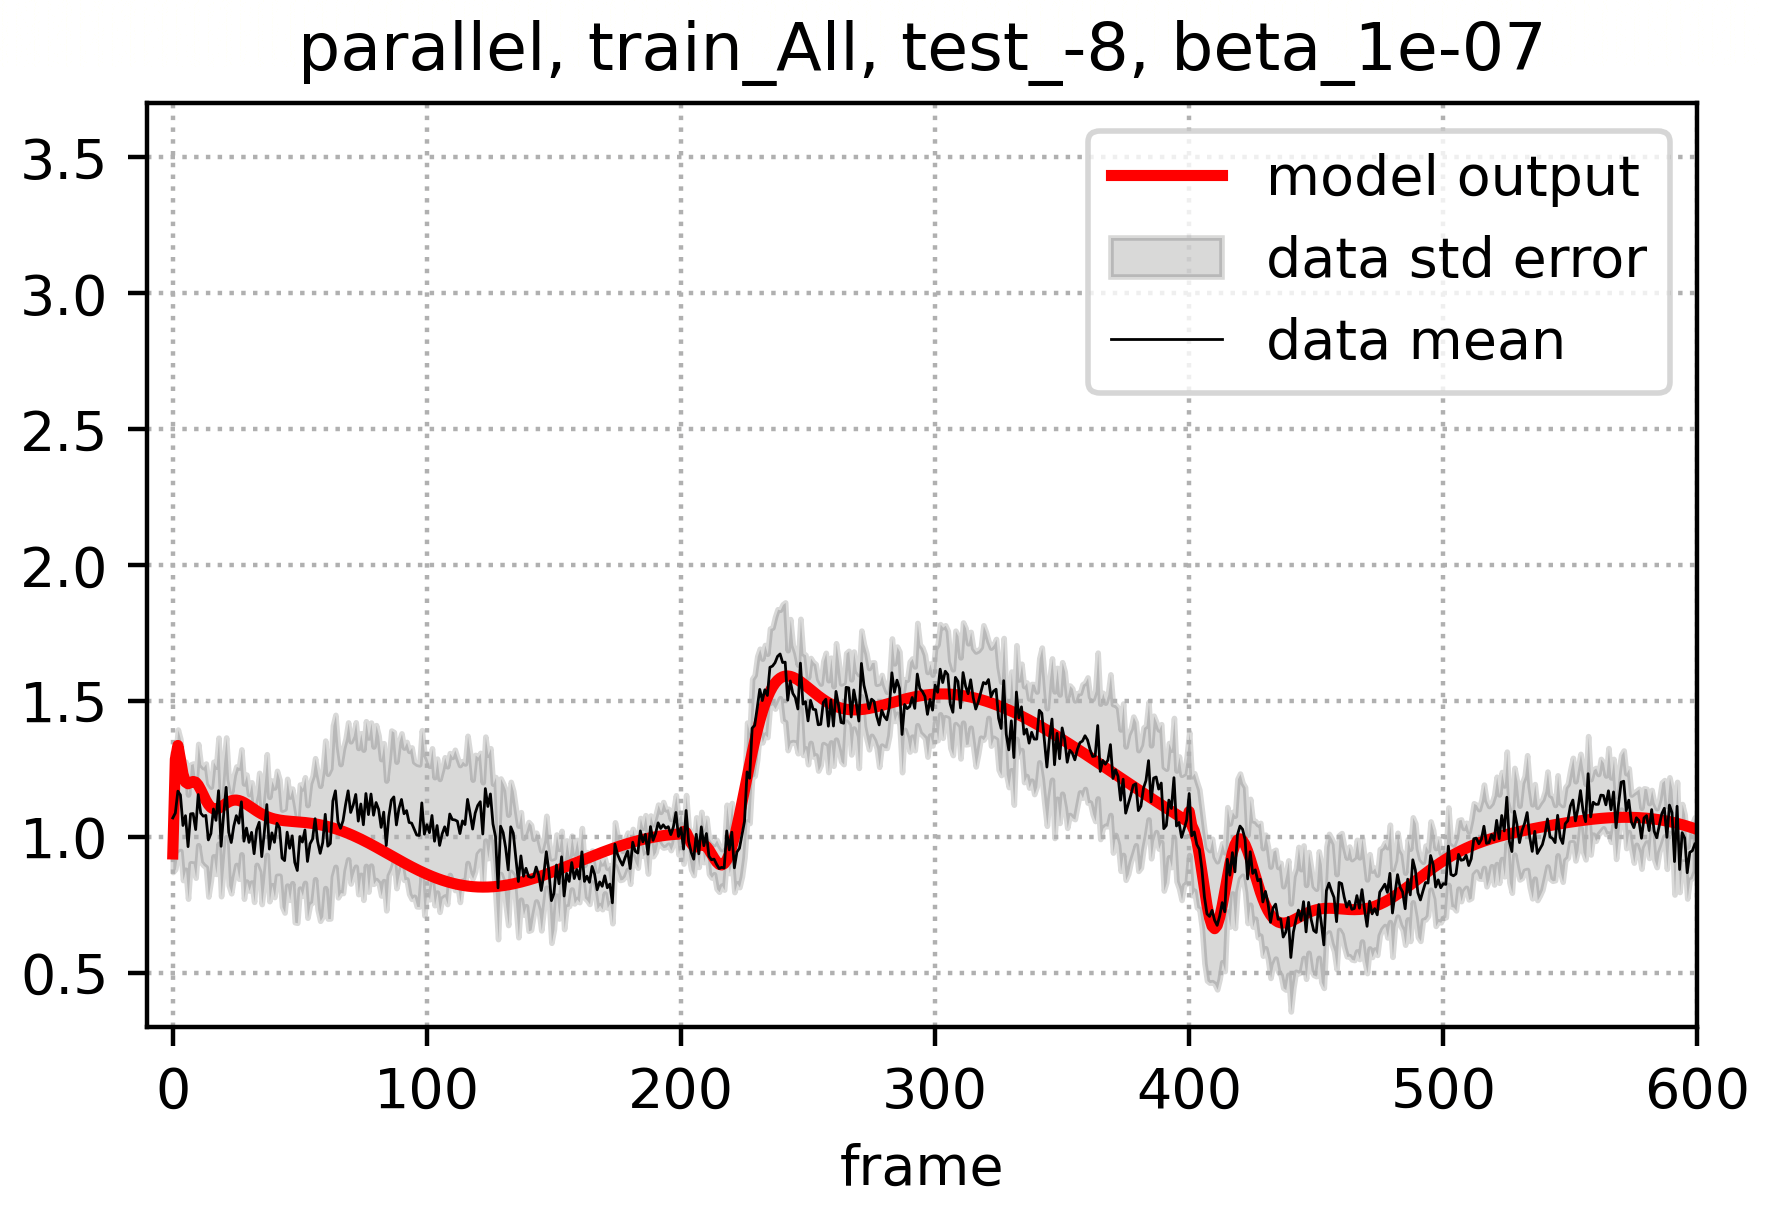 parallel, train_All, test_-8, beta_1e-07
model output
data std error
data mean
3.5
3.0
2.5
2.0
1.5
1.0
0.5
0 100 200 300 400 500 600
frame